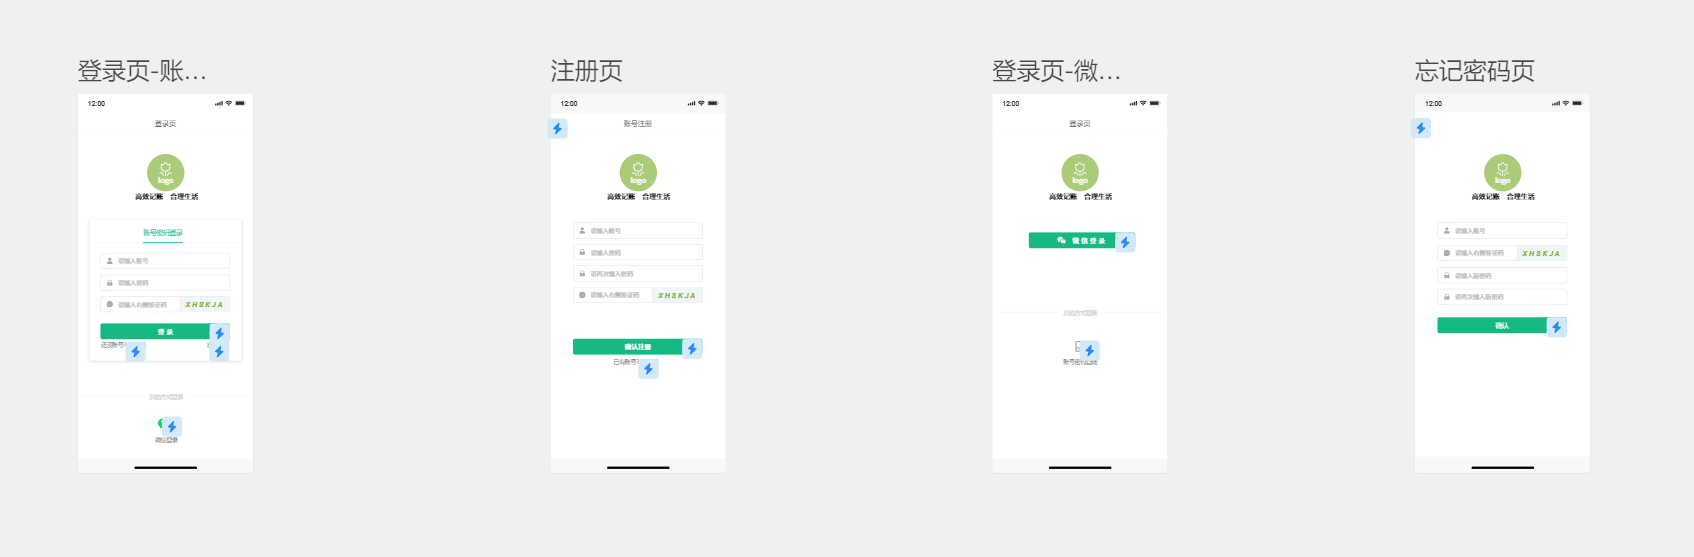 登录页-账...
12:00
登录页
logo
高效记账 合理生活
账号密码登录
请输入账号
请输入密码
请输入右侧验证码
XHSKJA
登 录
还没账号?
其他方式登录
微信登录
注册页
12:00
账号注册
logo
高效记账 合理生活
请输入账号
请输入密码
请再次输入密码
请输入右侧验证码
XHSKJA
确认注册
已有账号?
登录页-微...
12:00
登录页
logo
高效记账 合理生活
微 信 登 录
其他方式登录
账号密码登录
忘记密码页
12:00
logo
高效记账 合理生活
请输入账号
请输入右侧验证码
XHSKJA
请输入新密码
请再次输入新密码
确认